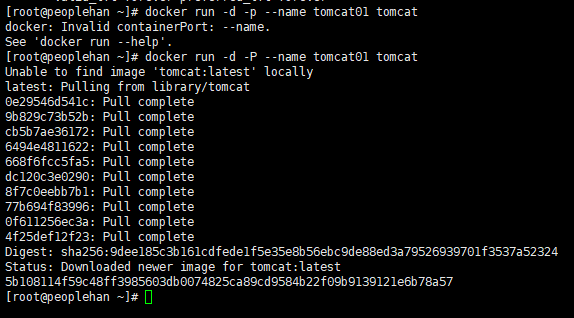 [root@peoplehan ~]# docker run -d -p --name tomcat01 tomcat
docker: Invalid containerPort: --name.
See 'docker run --help'.
[root@peoplehan ~]# docker run -d -P --name tomcat01 tomcat
Unable to find image 'tomcat:latest' locally
latest: Pulling from library/tomcat
0e29546d541c: Pull complete
9b829c73b52b: Pull complete
cb5b7ae36172: Pull complete
6494e4811622: Pull complete
668f6fcc5fa5: Pull complete
dc120c3e0290: Pull complete
8f7c0eebb7b1: Pull complete
77b694f83996: Pull complete
0f611256ec3a: Pull complete
4f25def12f23: Pull complete
Digest: sha256:9dee185c3b161cdfede1f5e35e8b56ebc9de88ed3a79526939701f3537a52324
Status: Downloaded newer image for tomcat:latest
5b108114f59c48ff3985603db0074825ca89cd9584b22f09b9139121e6b78a57
[root@peoplehan ~]#